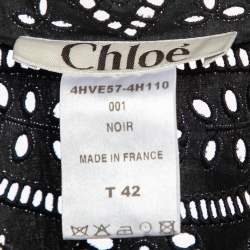 Chloé
4HVE57-4H110
001
NOIR
MADE IN FRANCE
T 42